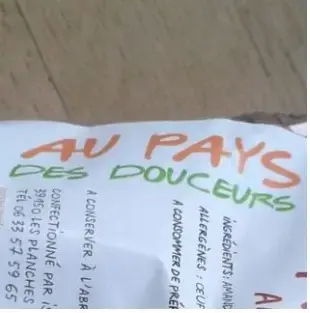 AU PAYS
DES DOUCEURS
INGRÉDIENTS: AMAND
ALLERGÈNES: OEUF
A CONSOMMER DE PRÉF
A CONSERVER À L'ABR
CONFECTIONNÉ PAR
39150 LES PLANCHES
TEL 06 33 57 59 65